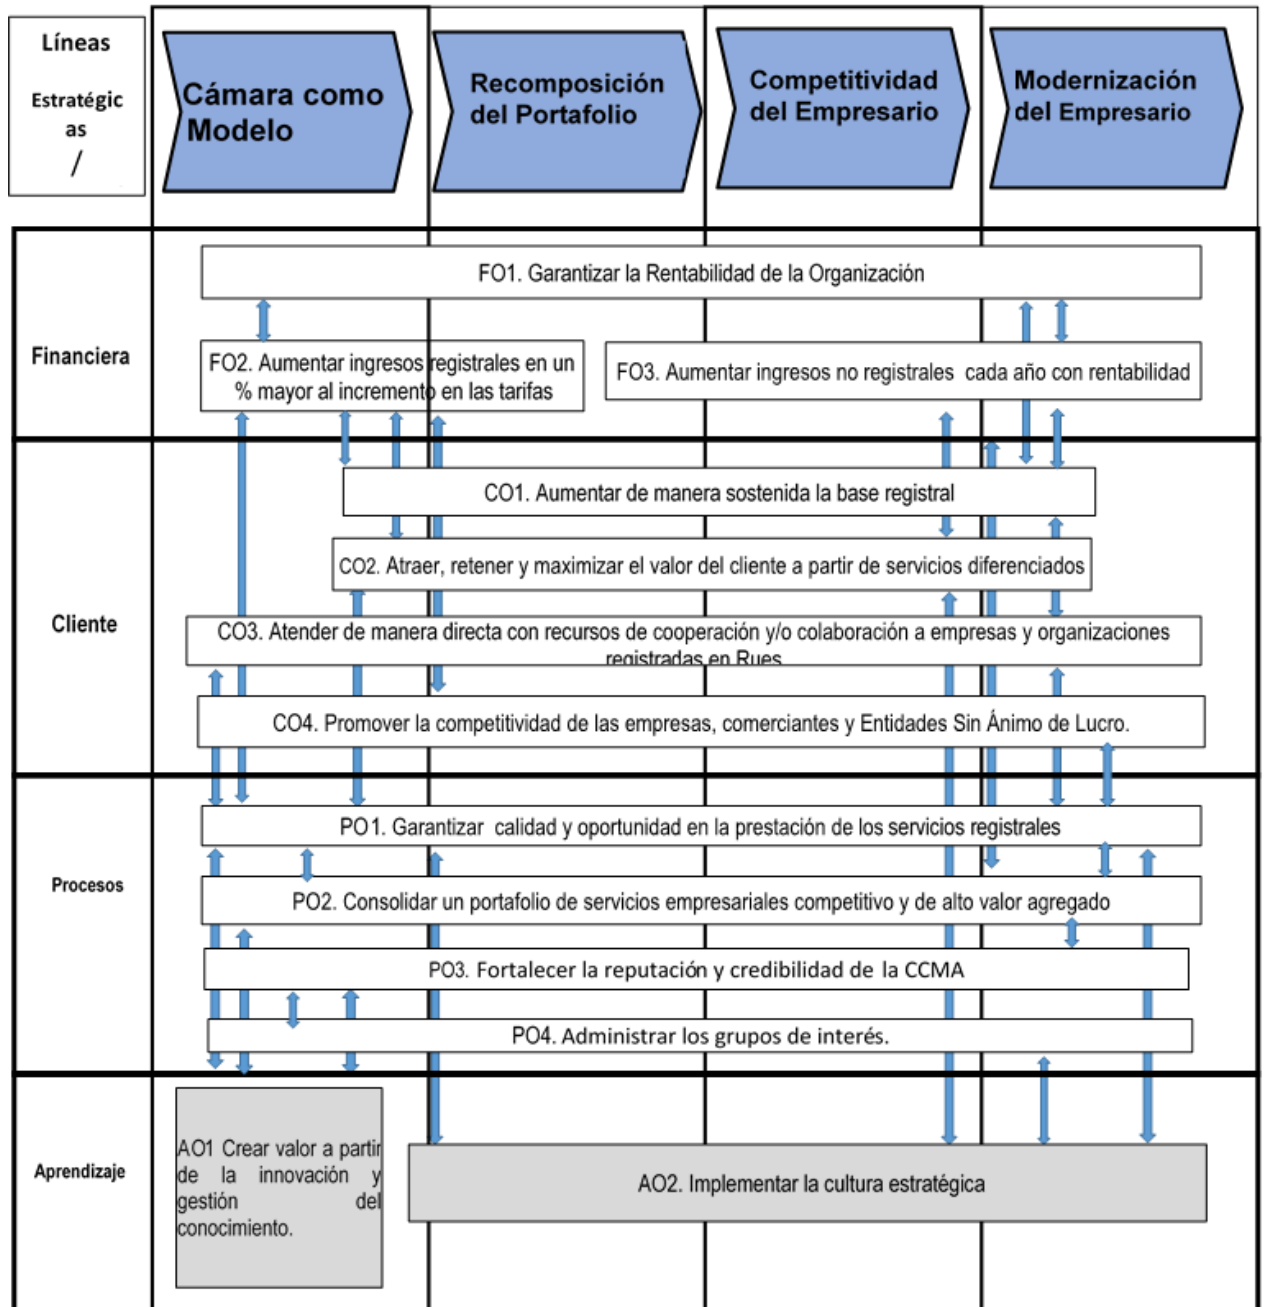 Líneas
Estratégic
as
/
Cámara como
Modelo
Recomposición
del Portafolio
Competitividad
del Empresario
Modernización
del Empresario
Financiera
FO1. Garantizar la Rentabilidad de la Organización
FO2. Aumentar ingresos registrales en un
% mayor al incremento en las tarifas
FO3. Aumentar ingresos no registrales cada año con rentabilidad
Cliente
CO1. Aumentar de manera sostenida la base registral
CO2. Atraer, retener y maximizar el valor del cliente a partir de servicios diferenciados
CO3. Atender de manera directa con recursos de cooperación y/o colaboración a empresas y organizaciones
registradas en Rues
CO4. Promover la competitividad de las empresas, comerciantes y Entidades Sin Ánimo de Lucro.
Procesos
PO1. Garantizar calidad y oportunidad en la prestación de los servicios registrales
PO2. Consolidar un portafolio de servicios empresariales competitivo y de alto valor agregado
PO3. Fortalecer la reputación y credibilidad de la CCMA
PO4. Administrar los grupos de interés.
Aprendizaje
AO1 Crear valor a partir
de la innovación y
gestión del
conocimiento.
AO2. Implementar la cultura estratégica